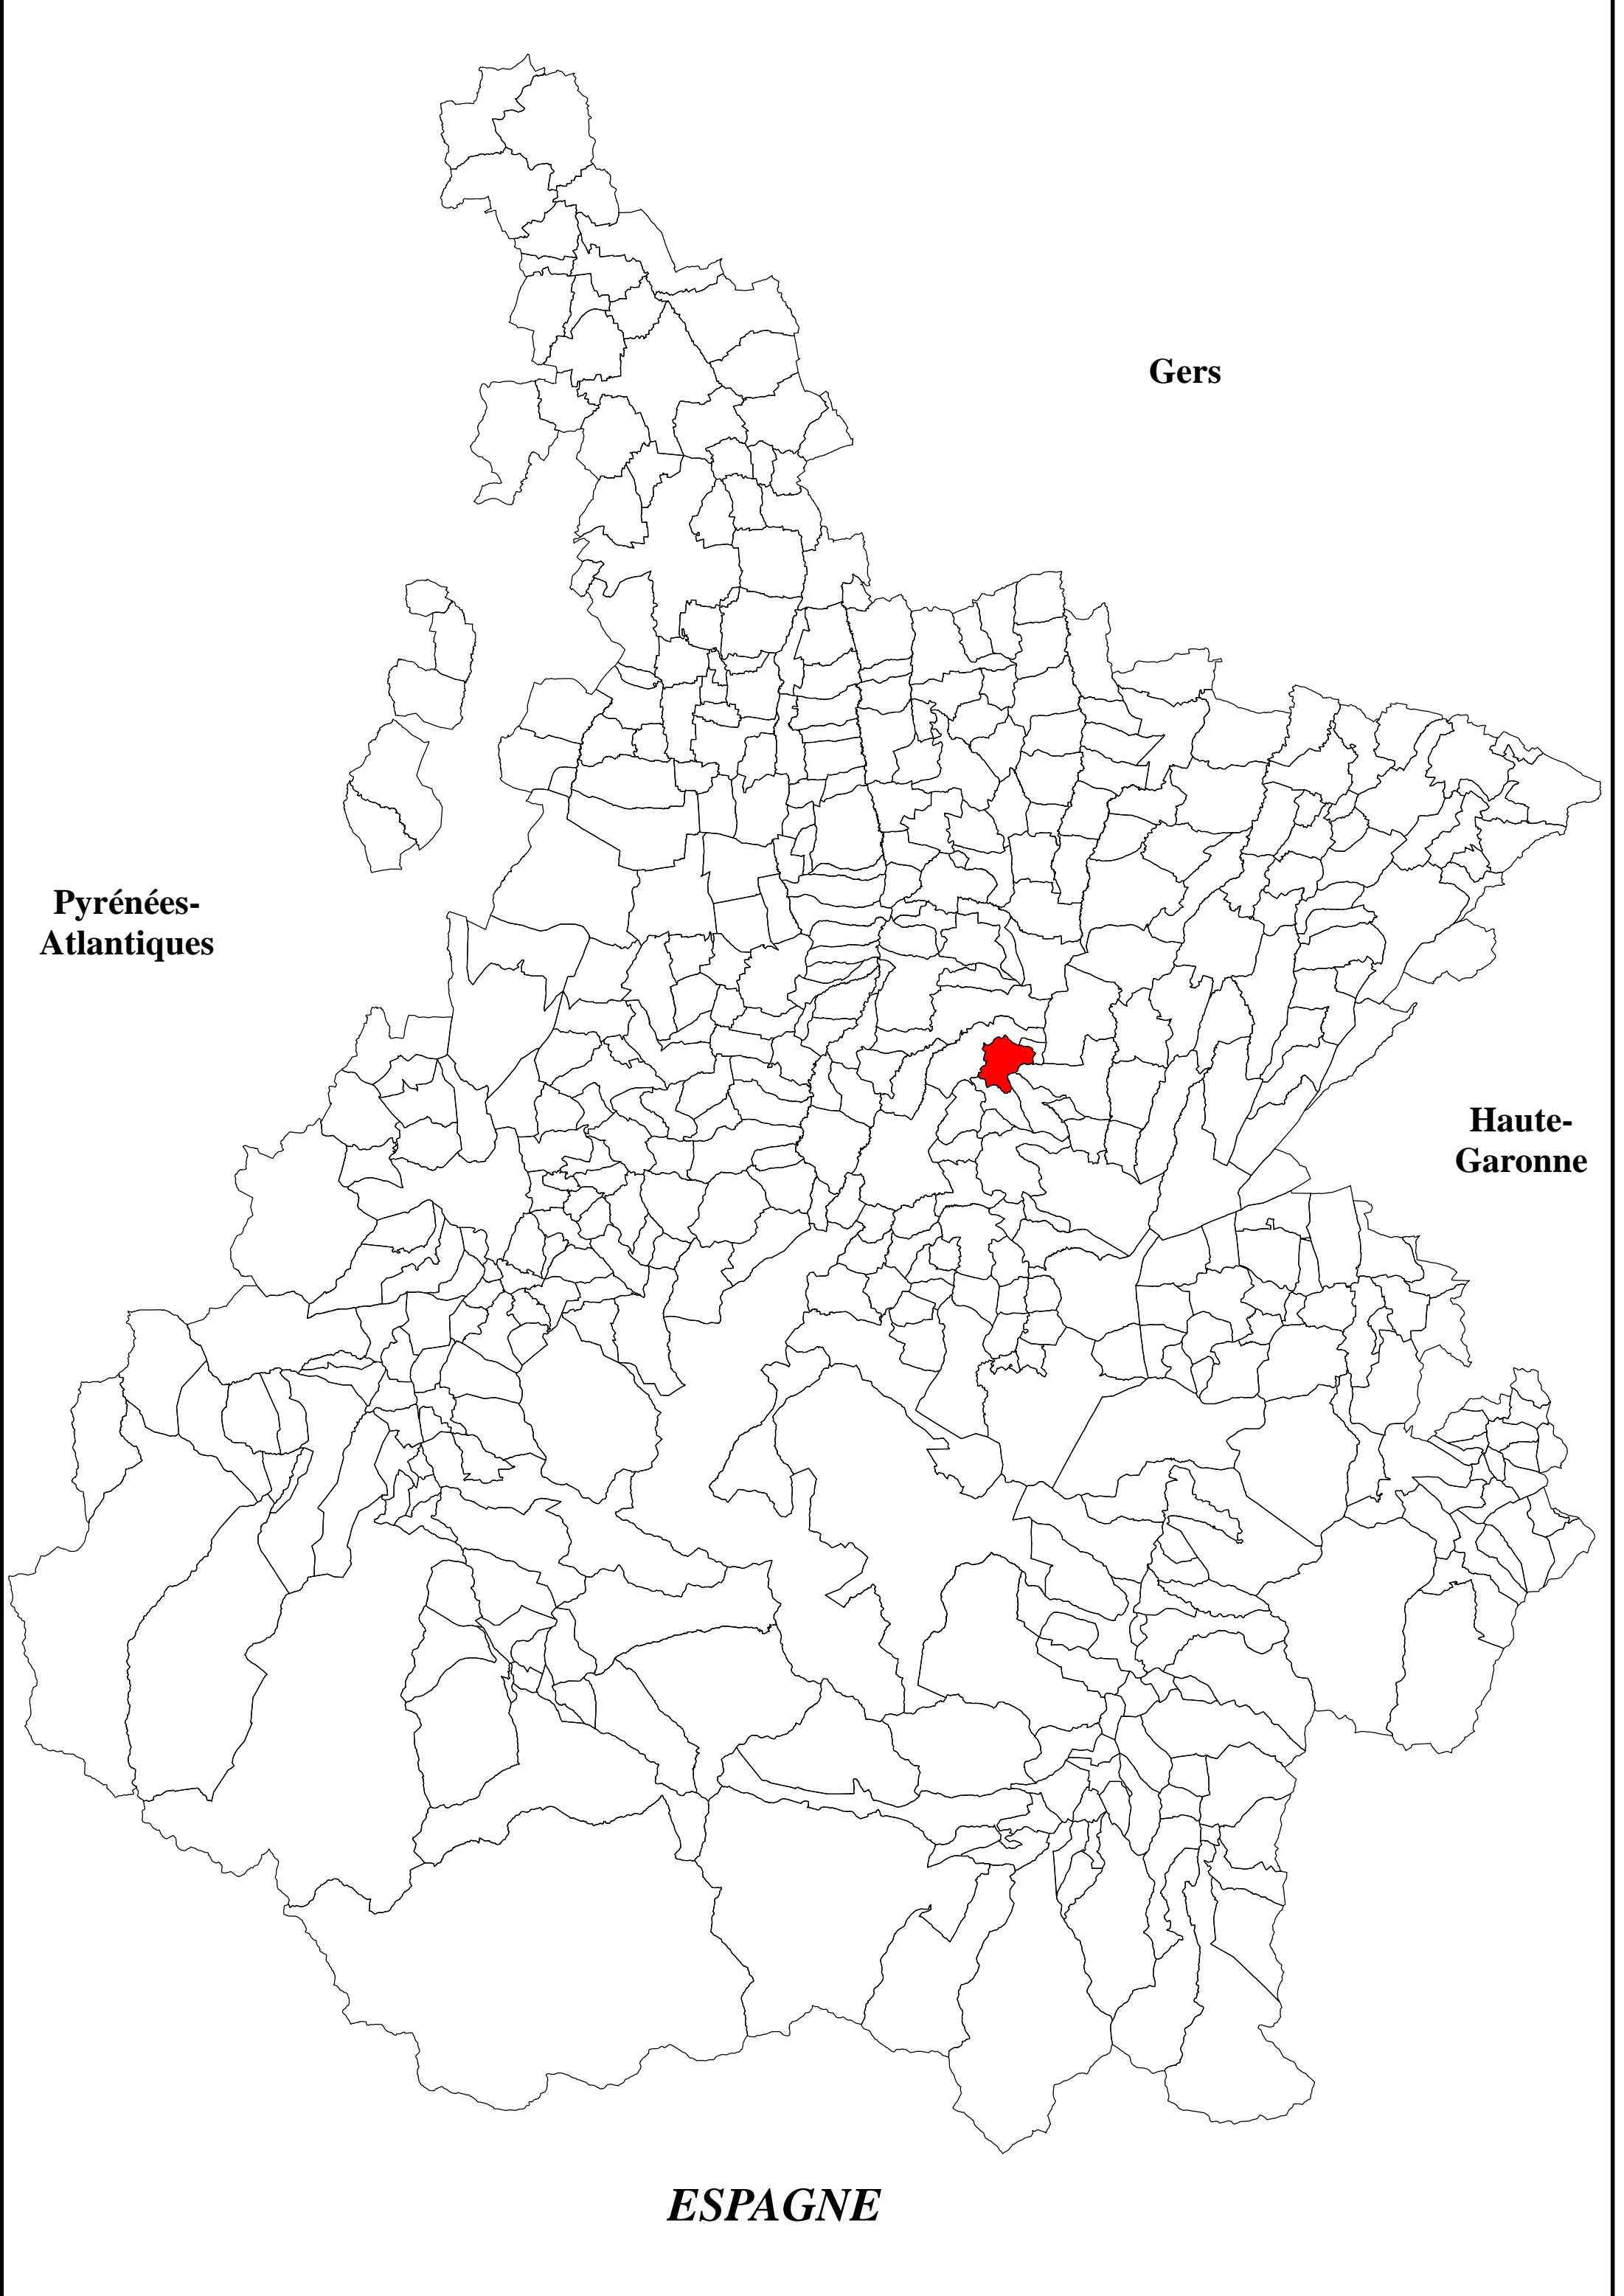 Gers
Pyrénées-
Atlantiques
Haute-
Garonne
ESPAGNE